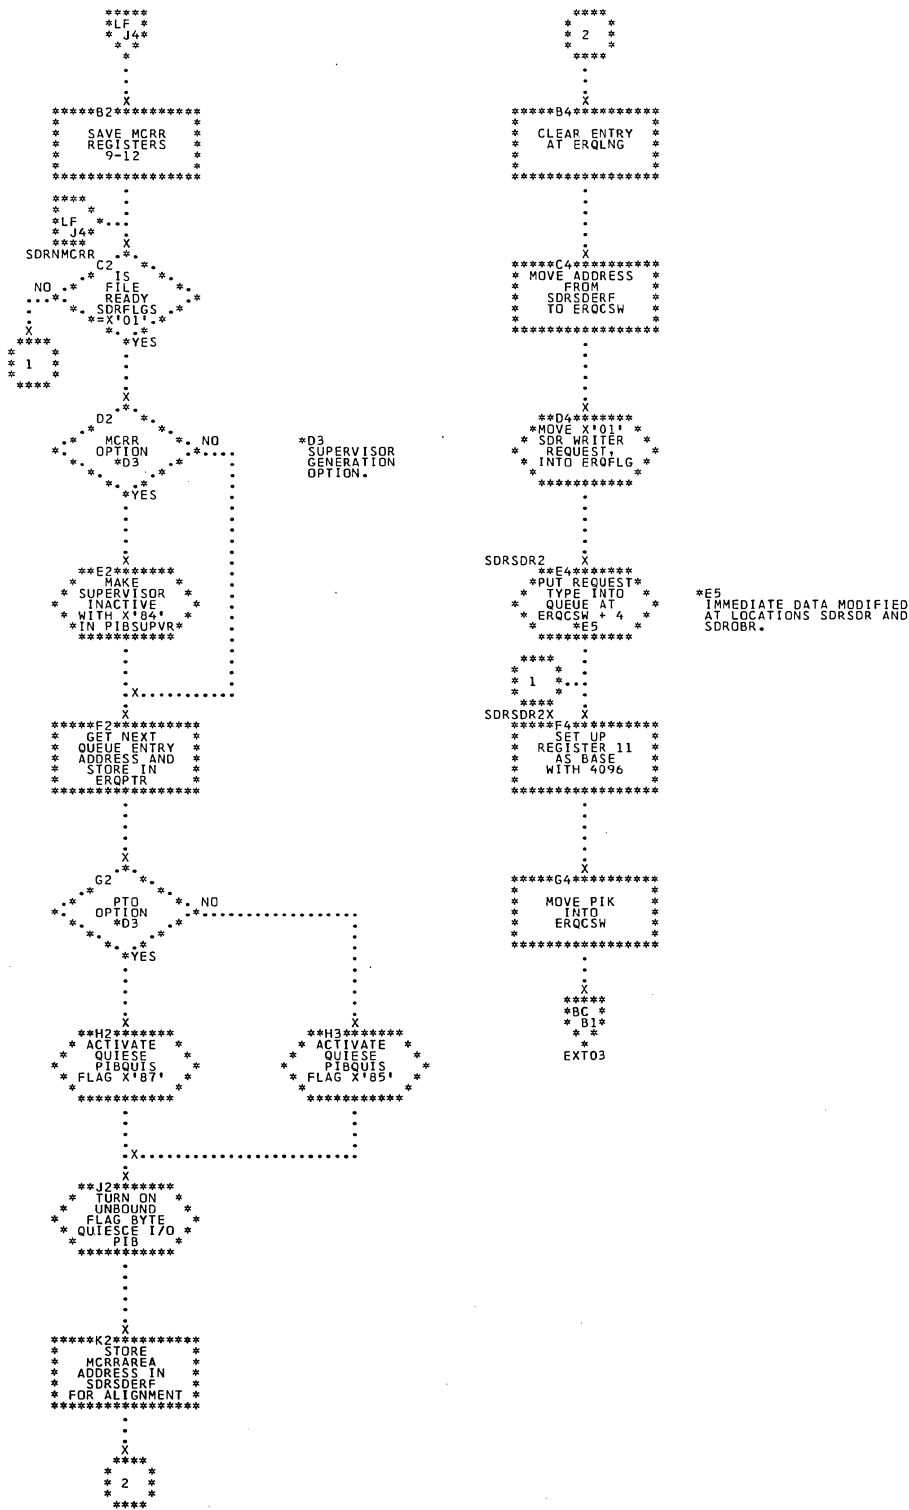 LF
J4
B2
SAVE MCRR
REGISTERS
9-12
LF
J4
SDRNMCRR
C2
IS
FILE
READY
SDRFLGS
=X'01'
NO
*YES
1
D2
MCRR
OPTION
*D3
NO
*YES
*D3
SUPERVISOR
GENERATION
OPTION.
E2
MAKE
SUPERVISOR
INACTIVE
WITH X'84'
IN PIBSUPVR
F2
GET NEXT
QUEUE ENTRY
ADDRESS AND
STORE IN
ERQPTR
G2
PTO
OPTION
*D3
NO
*YES
H2
ACTIVATE
QUIESE
PIBQUIS
FLAG X'87'
H3
ACTIVATE
QUIESE
PIBQUIS
FLAG X'85'
J2
TURN ON
UNBOUND
FLAG BYTE
QUIESCE I/O
PIB
K2
STORE
MCRRAREA
ADDRESS IN
SDRSDERF
FOR ALIGNMENT
2
2
B4
CLEAR ENTRY
AT ERQLNG
C4
MOVE ADDRESS
FROM
SDRSDERF
TO ERQCSW
D4
MOVE X'01'
SDR WRITER
REQUEST,
INTO ERQFLG
SDRSDR2
E4
PUT REQUEST
TYPE INTO
QUEUE AT
ERQCSW + 4
*E5
*E5
IMMEDIATE DATA MODIFIED
AT LOCATIONS SDRSDR AND
SDROBR.
1
SDRSDR2X
F4
SET UP
REGISTER 11
AS BASE
WITH 4096
G4
MOVE PIK
INTO
ERQCSW
BC
B1
EXT03